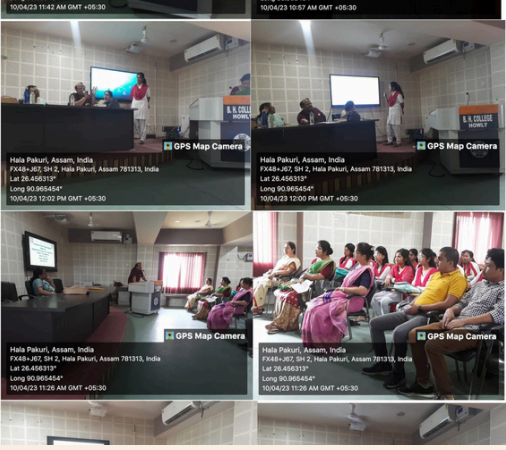 10/04/23 11:42 AM GMT +05:30
10/04/23 10:57 AM GMT +05:30
B. H. COLLEGE
HOWLY
GPS Map Camera
Hala Pakuri, Assam, India
FX48+J67, SH 2, Hala Pakuri, Assam 781313, India
Lat 26.456313°
Long 90.965454°
10/04/23 12:02 PM GMT +05:30
B. H. COLLEGE
HOWLY
GPS Map Camera
Hala Pakuri, Assam, India
FX48+J67, SH 2, Hala Pakuri, Assam 781313, India
Lat 26.456313°
Long 90.965454°
10/04/23 12:00 PM GMT +05:30
GPS Map Camera
Hala Pakuri, Assam, India
FX48+J67, SH 2, Hala Pakuri, Assam 781313, India
Lat 26.456313°
Long 90.965454°
10/04/23 11:26 AM GMT +05:30
GPS Map Camera
Hala Pakuri, Assam, India
FX48+J67, SH 2, Hala Pakuri, Assam 781313, India
Lat 26.456313°
Long 90.965454°
10/04/23 11:26 AM GMT +05:30